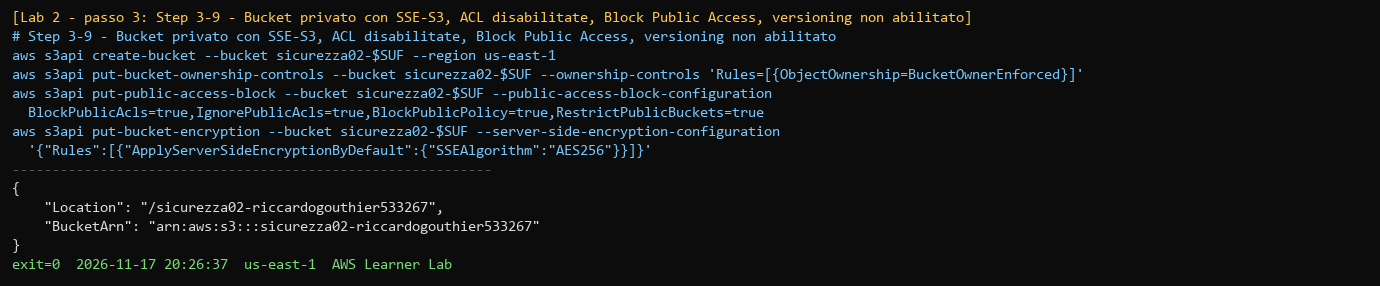 [Lab 2 - passo 3: Step 3-9 - Bucket privato con SSE-S3, ACL disabilitate, Block Public Access, versioning non abilitato]
# Step 3-9 - Bucket privato con SSE-S3, ACL disabilitate, Block Public Access, versioning non abilitato
aws s3api create-bucket --bucket sicurezza02-$SUF --region us-east-1
aws s3api put-bucket-ownership-controls --bucket sicurezza02-$SUF --ownership-controls 'Rules=[{ObjectOwnership=BucketOwnerEnforced}]'
aws s3api put-public-access-block --bucket sicurezza02-$SUF --public-access-block-configuration
  BlockPublicAcls=true,IgnorePublicAcls=true,BlockPublicPolicy=true,RestrictPublicBuckets=true
aws s3api put-bucket-encryption --bucket sicurezza02-$SUF --server-side-encryption-configuration
  '{"Rules":[{"ApplyServerSideEncryptionByDefault":{"SSEAlgorithm":"AES256"}}]}'
------------------------------------------------------------
{
    "Location": "/sicurezza02-riccardogouthier533267",
    "BucketArn": "arn:aws:s3:::sicurezza02-riccardogouthier533267"
}
exit=0  2026-11-17 20:26:37  us-east-1  AWS Learner Lab